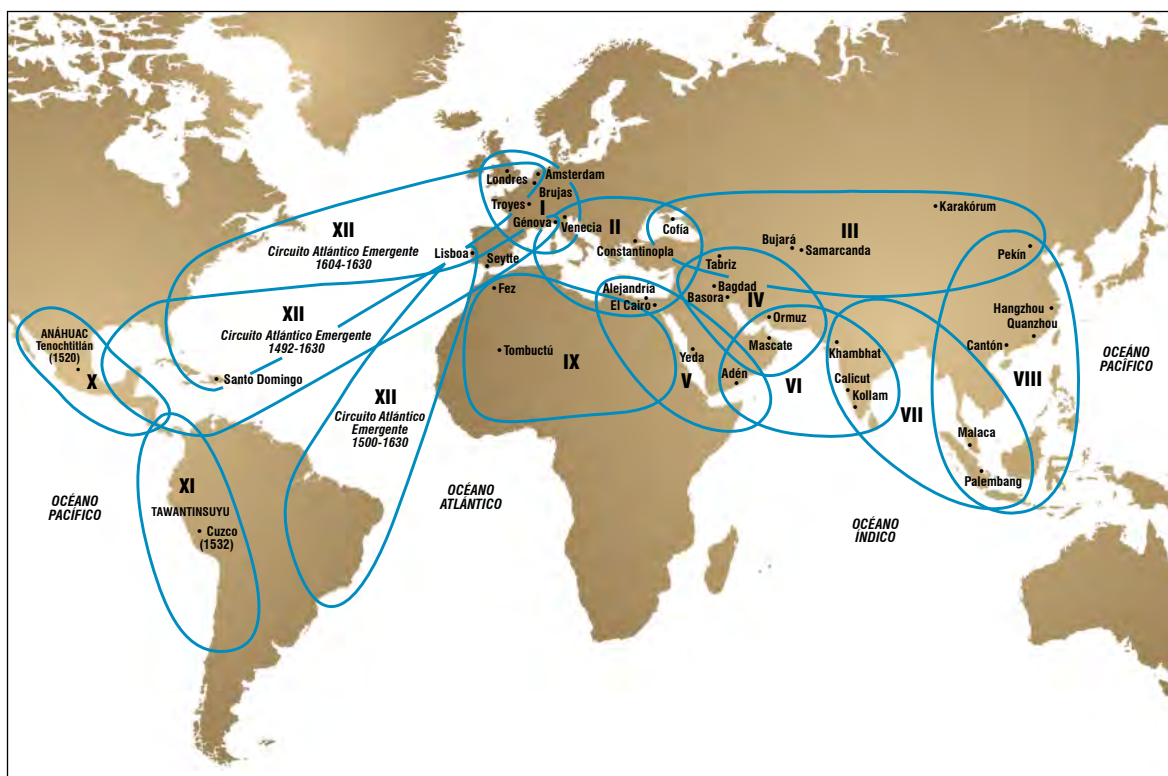 Londres
Ámsterdam
Brujas
Troyes
I
Génova
Venecia
II
Cofía
Constantinopla
Karakórum
III
Bujará
Samarcanda
Pekín
XII
Circuito Atlántico Emergente
1604-1630
Lisboa
Seytte
Fez
Tabriz
Bagdad
Basora
IV
Alejandría
El Cairo
Ormuz
Hangzhou
Quanzhou
Cantón
XII
Circuito Atlántico Emergente
1492-1630
ANÁHUAC
Tenochtitlán
(1520)
X
Santo Domingo
Tombuctú
IX
Yeda
V
Adén
Mascate
VI
Khambhat
Calicut
Kollam
VII
VIII
OCEÁNO
PACÍFICO
XII
Circuito Atlántico
Emergente
1500-1630
Malaca
Palembang
XI
TAWANTINSUYU
Cuzco
(1532)
OCÉANO
PACÍFICO
OCÉANO
ATLÁNTICO
OCÉANO
ÍNDICO